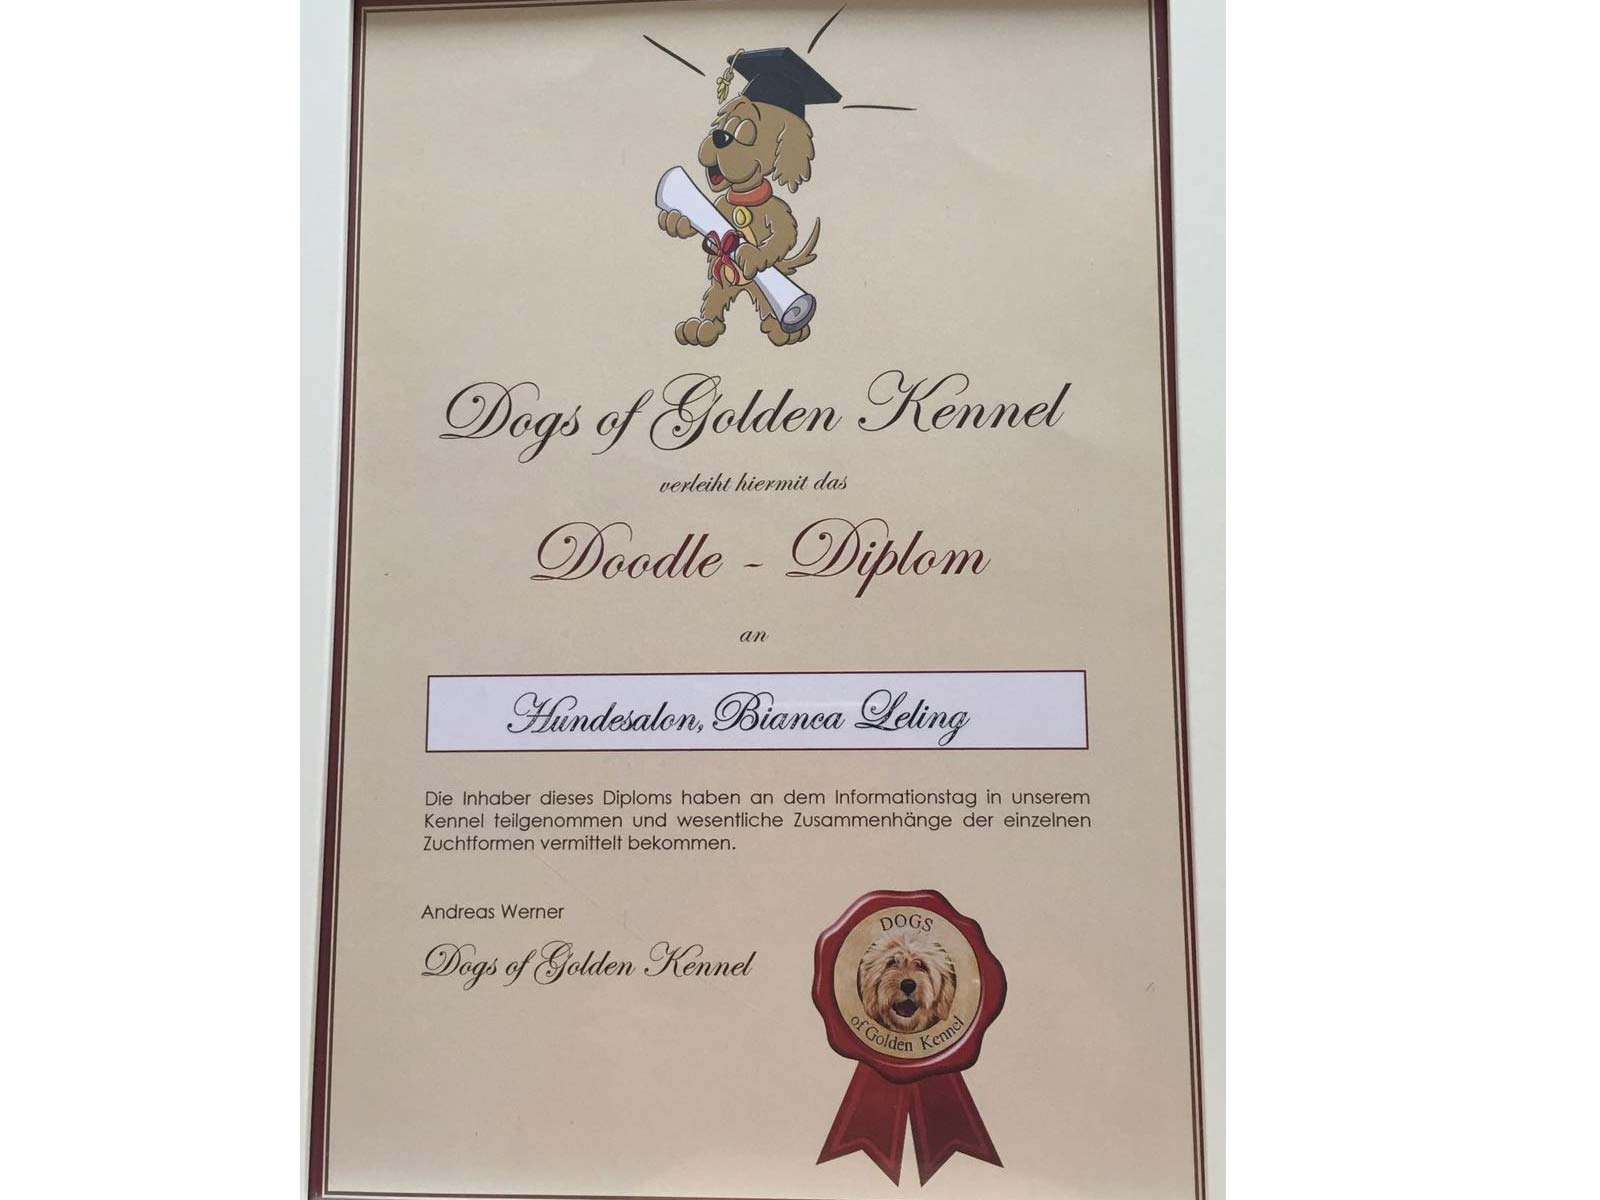 Dogs of Golden Kennel
verleiht hiermit das
Doodle - Diplom
an
Hundesalon, Bianca Leling
Die Inhaber dieses Diploms haben an dem Informationstag in unserem
Kennel teilgenommen und wesentliche Zusammenhänge der einzelnen
Zuchtformen vermittelt bekommen.
Andreas Werner
Dogs of Golden Kennel
DOGS
of Golden Kennel